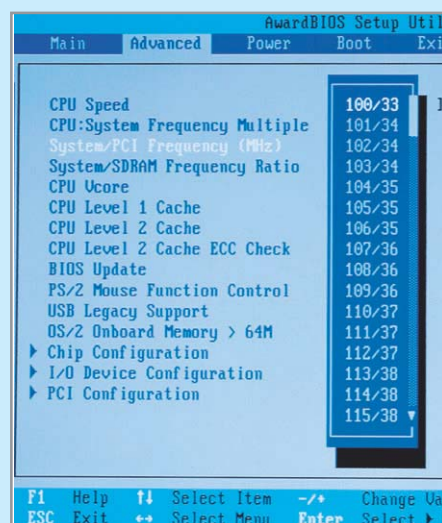 AwardBIOS Setup Util
Main Advanced Power Boot Exi
CPU Speed
CPU:System Frequency Multiple
System/PCI Frequency (MHz)
System/SDRAM Frequency Ratio
CPU Vcore
CPU Level 1 Cache
CPU Level 2 Cache
CPU Level 2 Cache ECC Check
BIOS Update
PS/2 Mouse Function Control
USB Legacy Support
OS/2 Onboard Memory > 64M
Chip Configuration
I/O Device Configuration
PCI Configuration
100/33
101/34
102/34
103/34
104/35
105/35
106/35
107/36
108/36
109/36
110/37
111/37
112/37
113/38
114/38
115/38
F1 Help ↑↓ Select Item -/+ Change Va
ESC Exit ↔ Select Menu Enter Select ▶